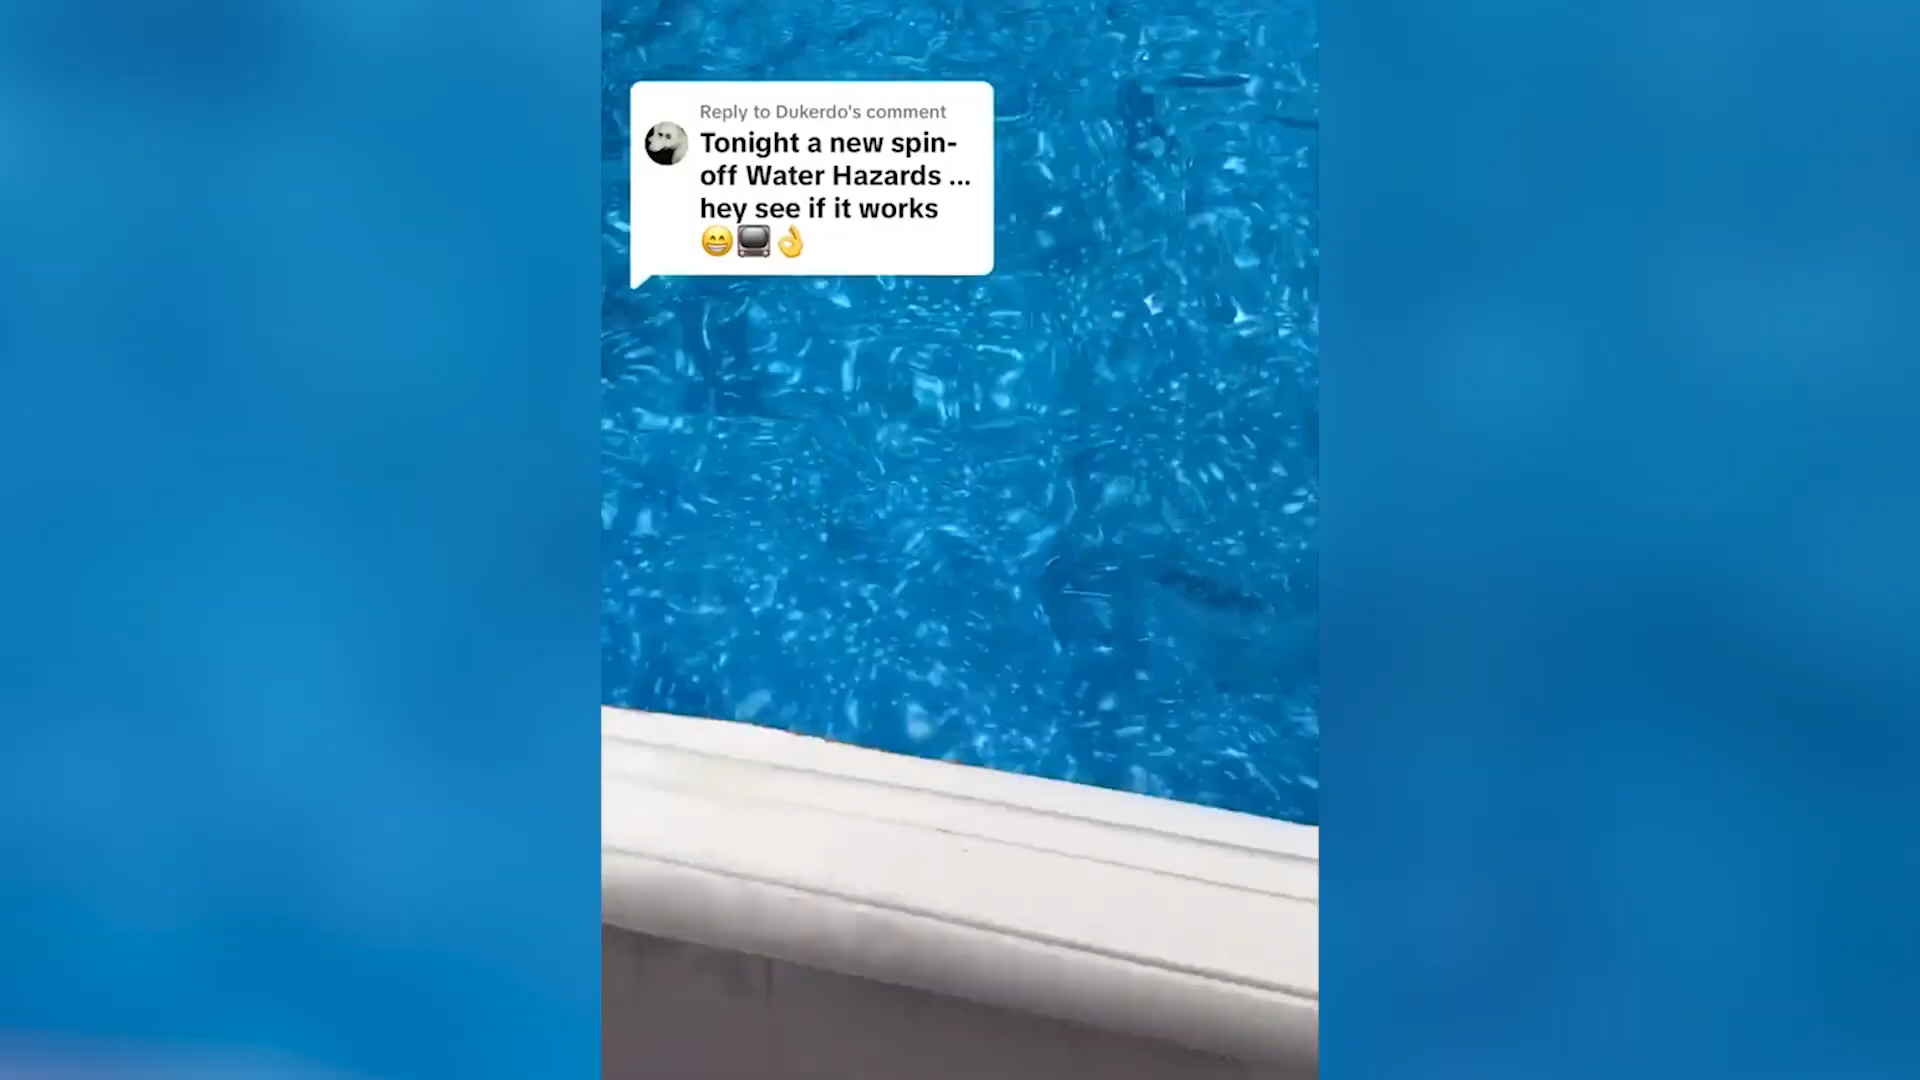 Reply to Dukerdo's comment
Tonight a new spin-
off Water Hazards ...
hey see if it works
😁📺👌